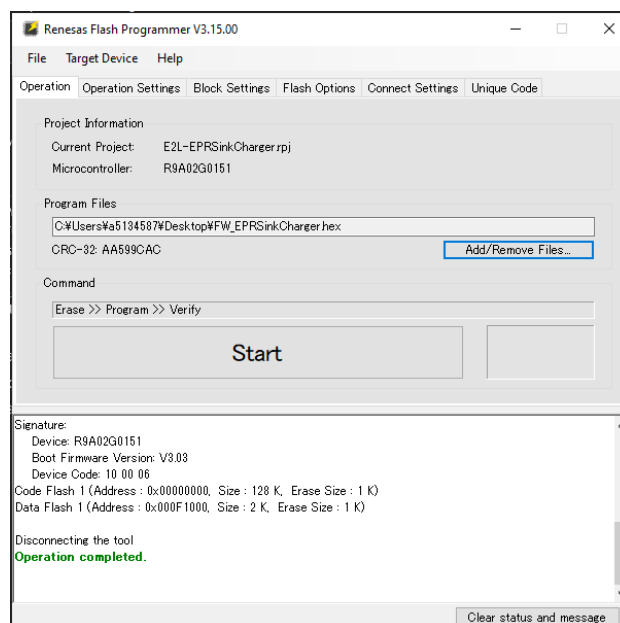 Renesas Flash Programmer V3.15.00
File Target Device Help
Operation Operation Settings Block Settings Flash Options Connect Settings Unique Code
Project Information
Current Project: E2L-EPRSinkCharger.rpj
Microcontroller: R9A02G0151
Program Files
C:¥Users¥a5134587¥Desktop¥FW_EPRSinkCharger.hex
CRC-32: AA599CAC Add/Remove Files...
Command
Erase >> Program >> Verify
Start
Signature:
Device: R9A02G0151
Boot Firmware Version: V3.03
Device Code: 10 00 06
Code Flash 1 (Address : 0x00000000, Size : 128 K, Erase Size : 1 K)
Data Flash 1 (Address : 0x000F1000, Size : 2 K, Erase Size : 1 K)
Disconnecting the tool
Operation completed.
Clear status and message